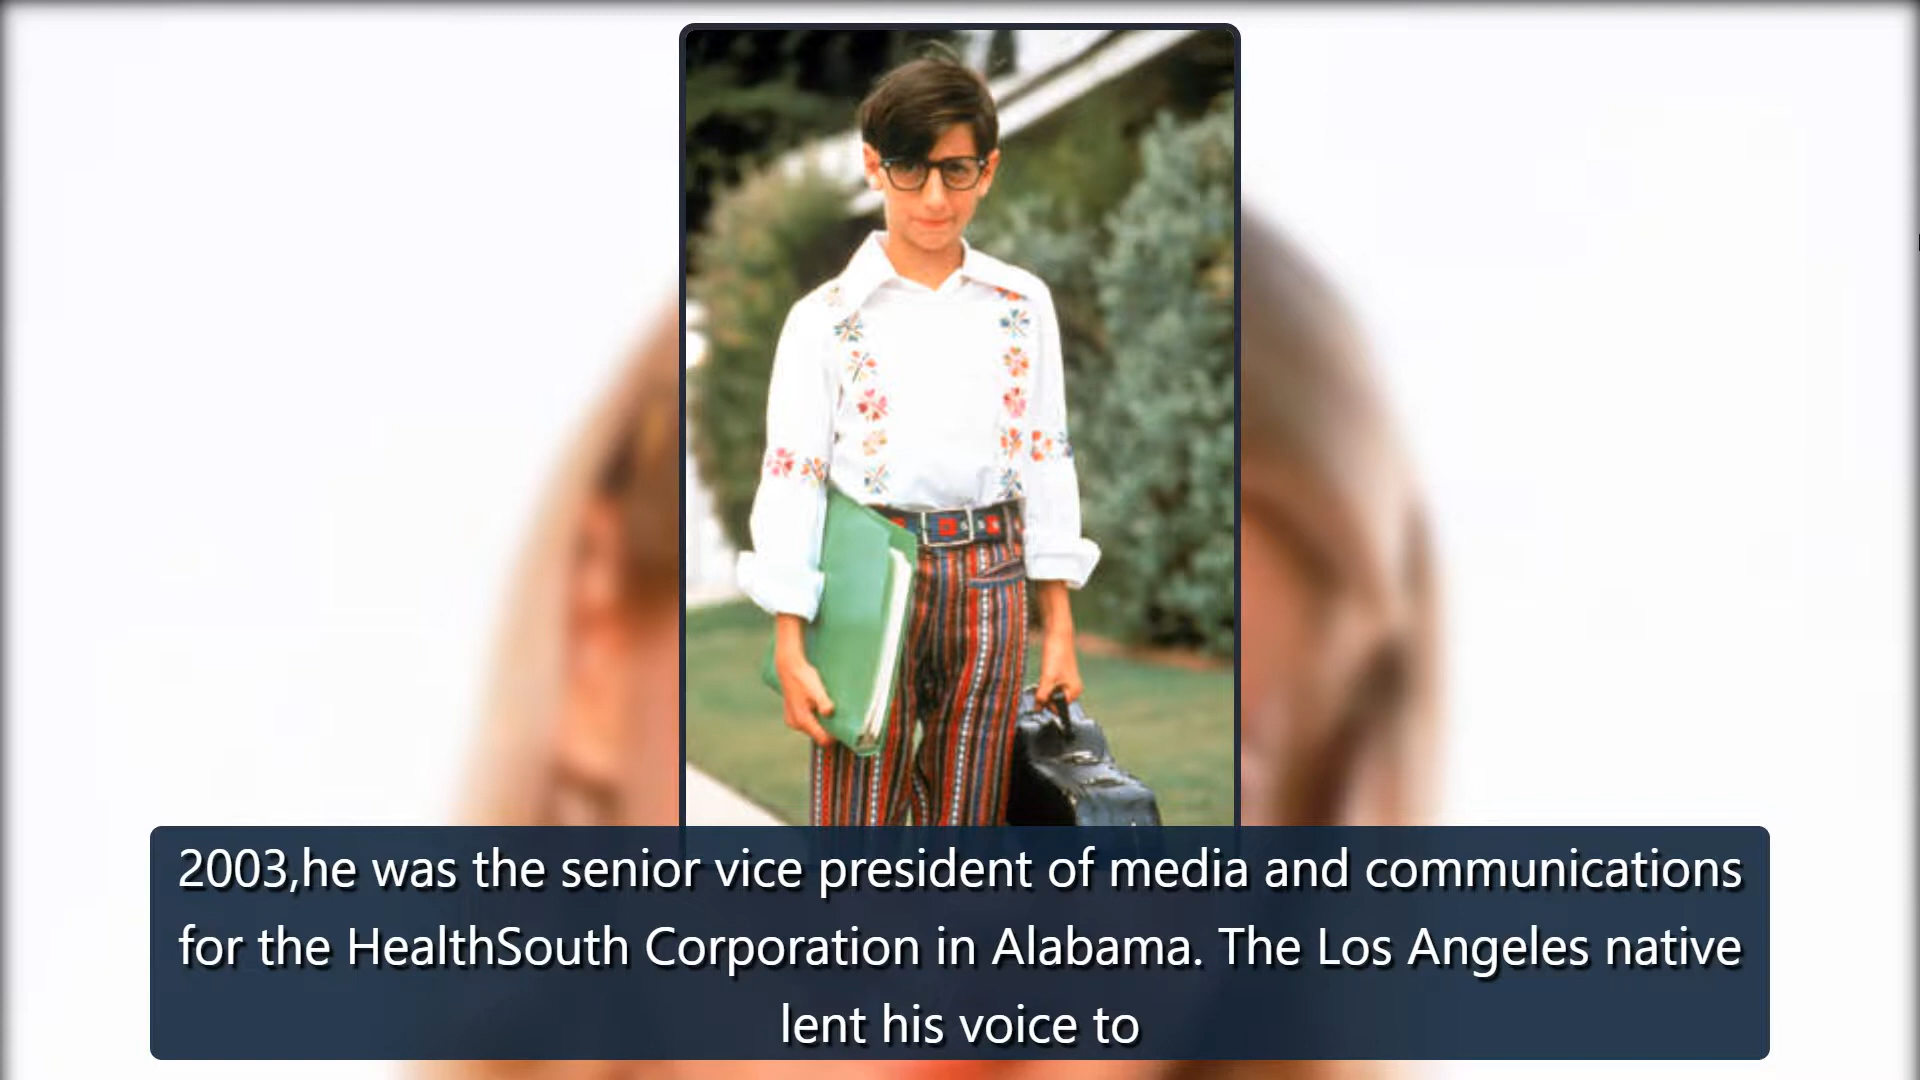 2003,he was the senior vice president of media and communications
for the HealthSouth Corporation in Alabama. The Los Angeles native
lent his voice to